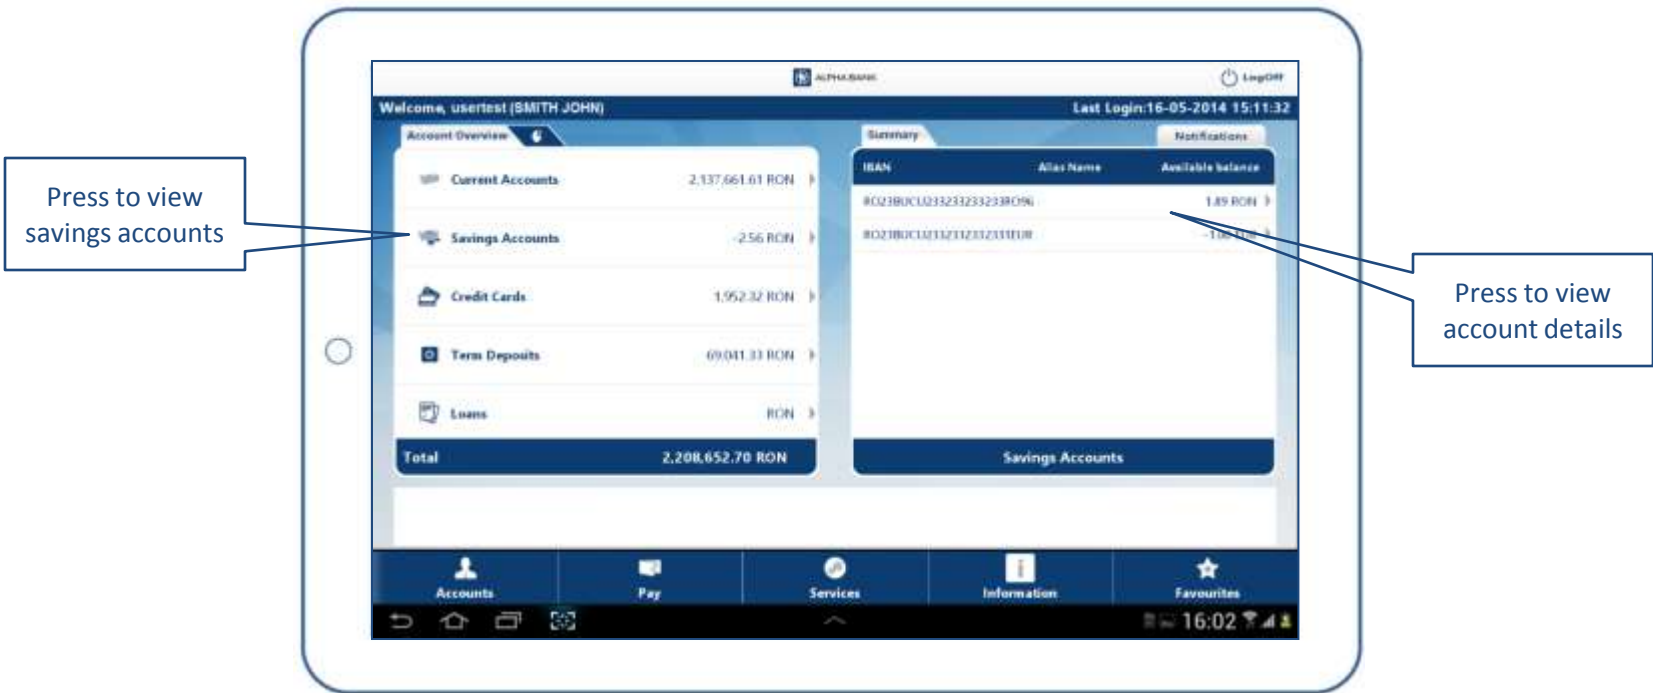 ALPHA BANK
LogOff
Welcome, usertest (SMITH JOHN)
Last Login:16-05-2014 15:11:32
Account Overview
Summary
Notifications
Press to view
savings accounts
Current Accounts 2,137,661.61 RON
Savings Accounts -2.56 RON
Credit Cards 1,952.32 RON
Term Deposits 69,041.33 RON
Loans RON
Total 2,208,652.70 RON
IBAN Alias Name Available balance
1.89 RON
Savings Accounts
Press to view
account details
Accounts
Pay
Services
Information
Favourites
16:02